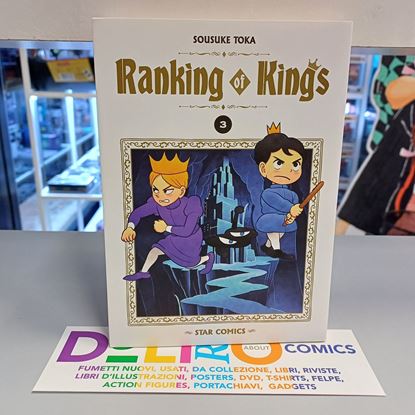 SOUSUKE TOKA
Ranking of Kings
3
STAR COMICS
ABOUT
COMICS
FUMETTI NUOVI, USATI, DA COLLEZIONE, LIBRI, RIVISTE,
LIBRI D'ILLUSTRAZIONI, POSTERS, DVD, T-SHIRTS, FELPE,
ACTION FIGURES, PORTACHIAVI, GADGETS